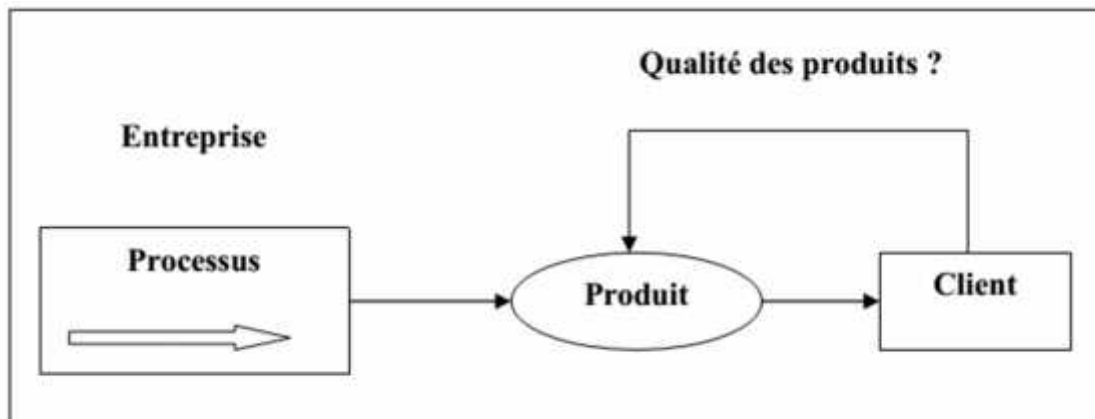 Qualité des produits ?
Entreprise
Processus
Produit
Client